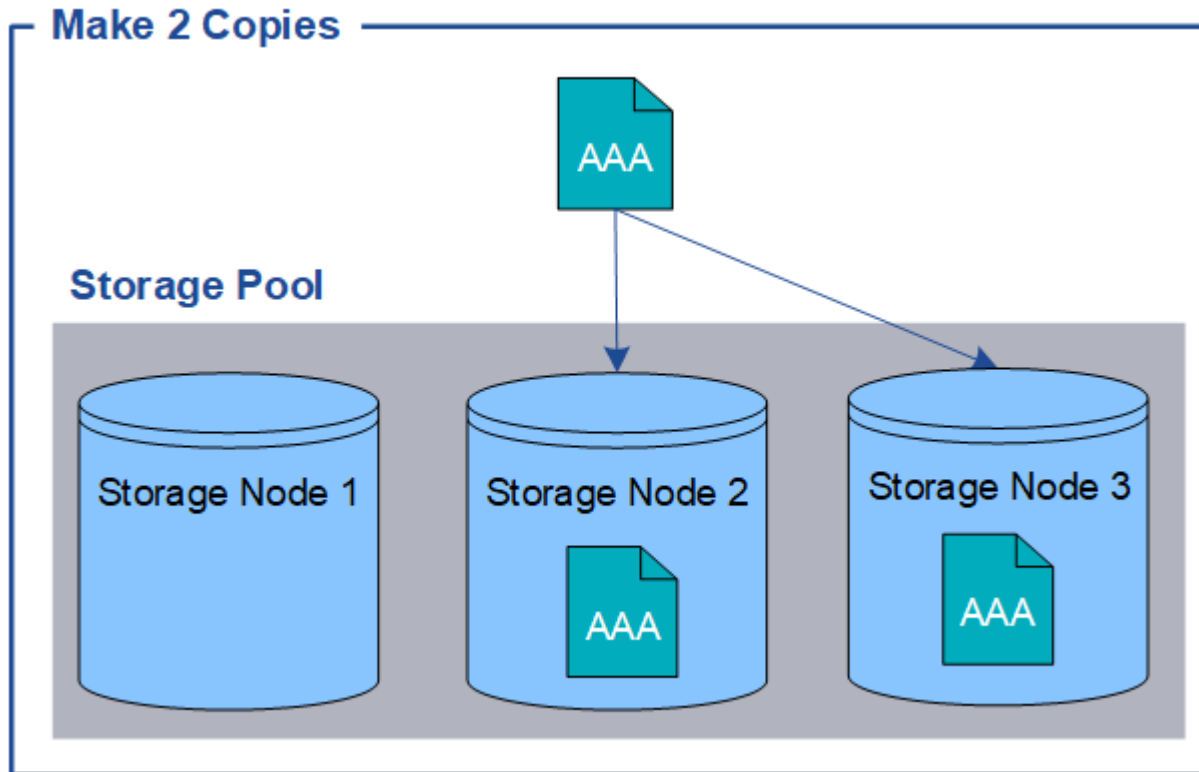 Make 2 Copies
AAA
Storage Pool
Storage Node 1
Storage Node 2
Storage Node 3
AAA
AAA